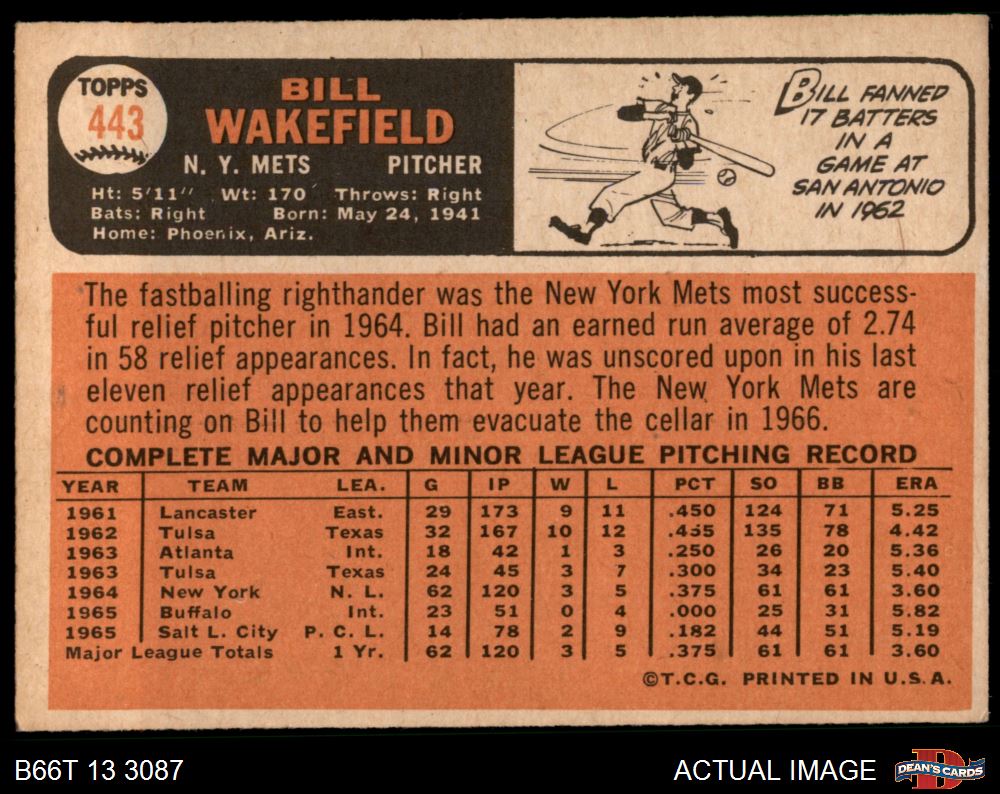 TOPPS
443
BILL
WAKEFIELD
N. Y. METS PITCHER
Ht: 5'11" Wt: 170 Throws: Right
Bats: Right Born: May 24, 1941
Home: Phoenix, Ariz.
BILL FANNED
17 BATTERS
IN A
GAME AT
SAN ANTONIO
IN 1962
The fastballing righthander was the New York Mets most success-
ful relief pitcher in 1964. Bill had an earned run average of 2.74
in 58 relief appearances. In fact, he was unscored upon in his last
eleven relief appearances that year. The New York Mets are
counting on Bill to help them evacuate the cellar in 1966.
COMPLETE MAJOR AND MINOR LEAGUE PITCHING RECORD
YEAR TEAM LEA. G IP W L PCT SO BB ERA
1961 Lancaster East. 29 173 9 11 .450 124 71 5.25
1962 Tulsa Texas 32 167 10 12 .455 135 78 4.42
1963 Atlanta Int. 18 42 1 3 .250 26 20 5.36
1963 Tulsa Texas 24 45 3 7 .300 34 23 5.40
1964 New York N. L. 62 120 3 5 .375 61 61 3.60
1965 Buffalo Int. 23 51 0 4 .000 25 31 5.82
1965 Salt L. City P. C. L. 14 78 2 9 .182 44 51 5.19
Major League Totals 1 Yr. 62 120 3 5 .375 61 61 3.60
©T.C.G. PRINTED IN U.S.A.
B66T 13 3087 ACTUAL IMAGE DEAN'S CARDS